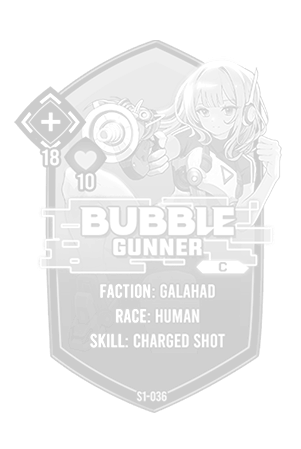 18
10
BUBBLE
GUNNER
C
FACTION: GALAHAD
RACE: HUMAN
SKILL: CHARGED SHOT
S1-036